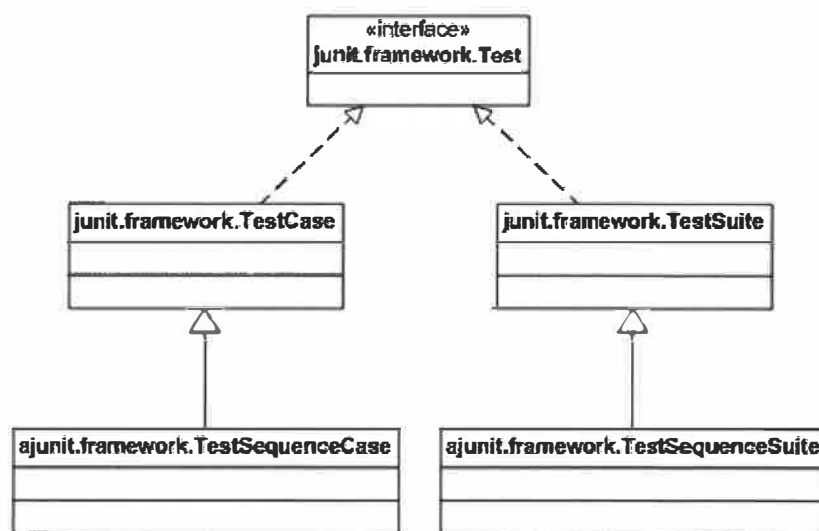 «interface»
junit.framework.Test
junit.framework.TestCase
junit.framework.TestSuite
ajunit.framework.TestSequenceCase
ajunit.framework.TestSequenceSuite